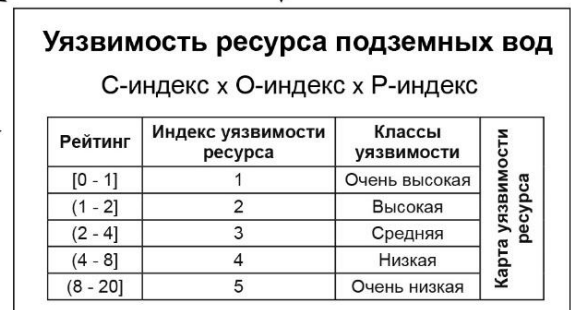 Уязвимость ресурса подземных вод
С-индекс x О-индекс x Р-индекс
Рейтинг Индекс уязвимости ресурса Классы уязвимости
[0 - 1] 1 Очень высокая
(1 - 2] 2 Высокая
(2 - 4] 3 Средняя
(4 - 8] 4 Низкая
(8 - 20] 5 Очень низкая
Карта уязвимости
ресурса